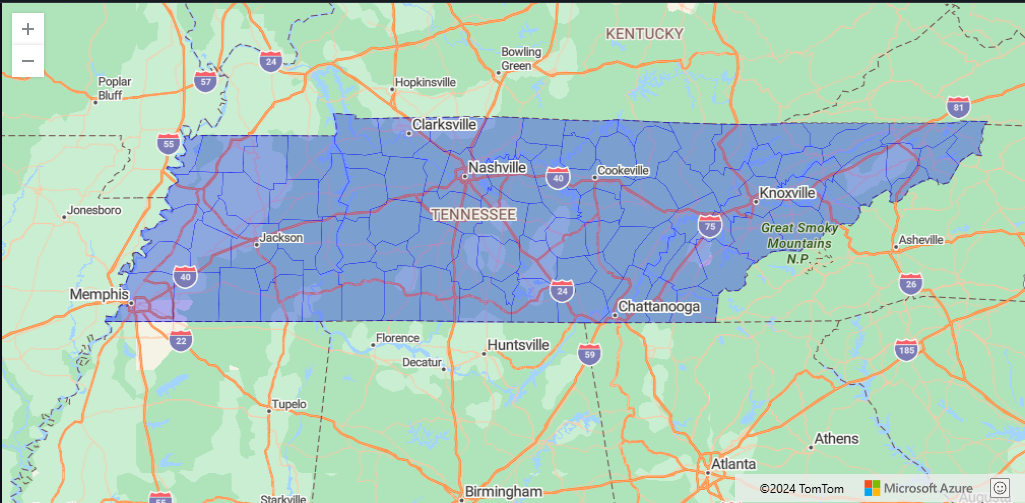 +
KENTUCKY
Bowling
Green
24
57
Poplar
Bluff
Hopkinsville
81
Clarksville
55
Nashville
40
Cookeville
Knoxville
Jonesboro
TENNESSEE
75
Great Smoky
Mountains
N.P.
Jackson
Asheville
40
24
26
Memphis
Chattanooga
22
Florence
Huntsville
59
185
Decatur
Tupelo
Athens
Atlanta
Birmingham
55
Starkville
©2024 TomTom
Microsoft Azure